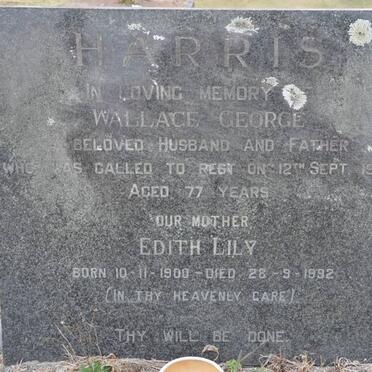 HARRIS
IN LOVING MEMORY
WALLACE GEORGE
BELOVED HUSBAND AND FATHER
WHO WAS CALLED TO REST ON 12TH SEPT.
AGED 77 YEARS
OUR MOTHER
EDITH LILY
BORN 10-11-1900 - DIED 28-9-1992
(IN THY HEAVENLY CARE)
THY WILL BE DONE